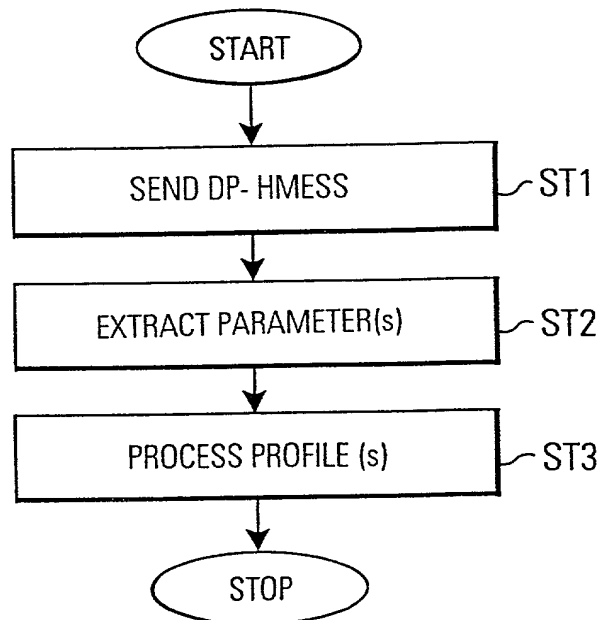 START
SEND DP- HMESS
ST1
EXTRACT PARAMETER(s)
ST2
PROCESS PROFILE (s)
ST3
STOP